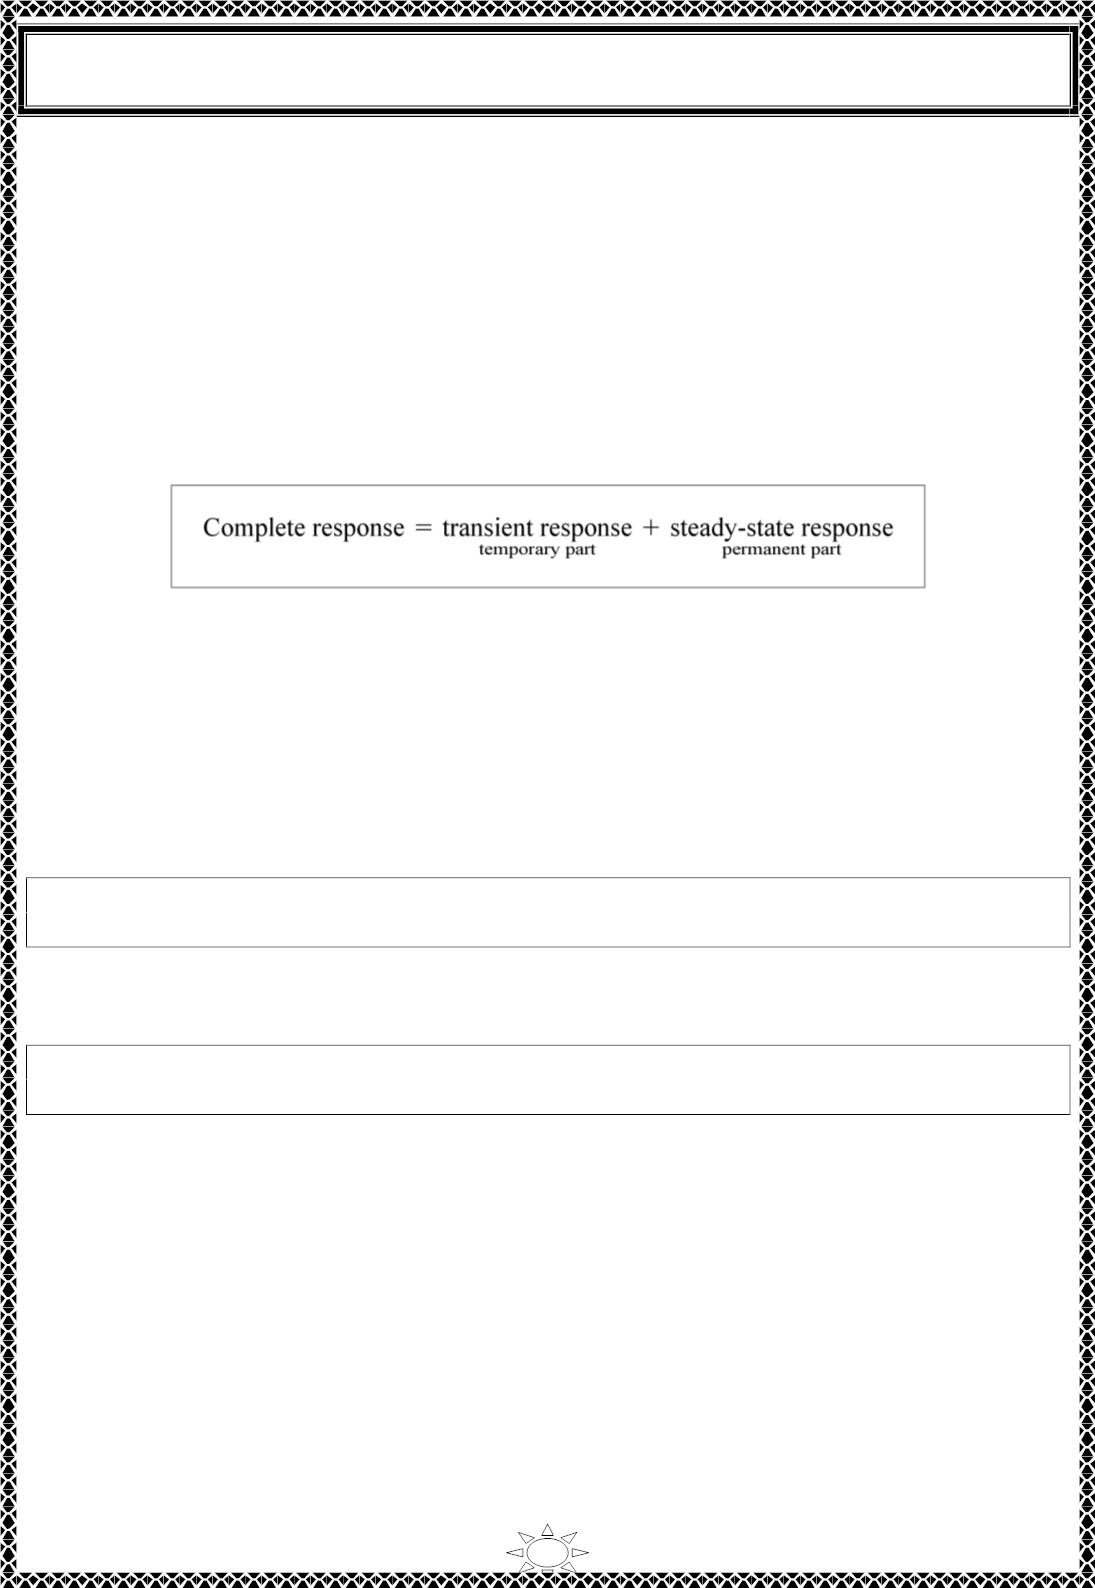 Complete response = transient response + steady-state response
temporary part permanent part